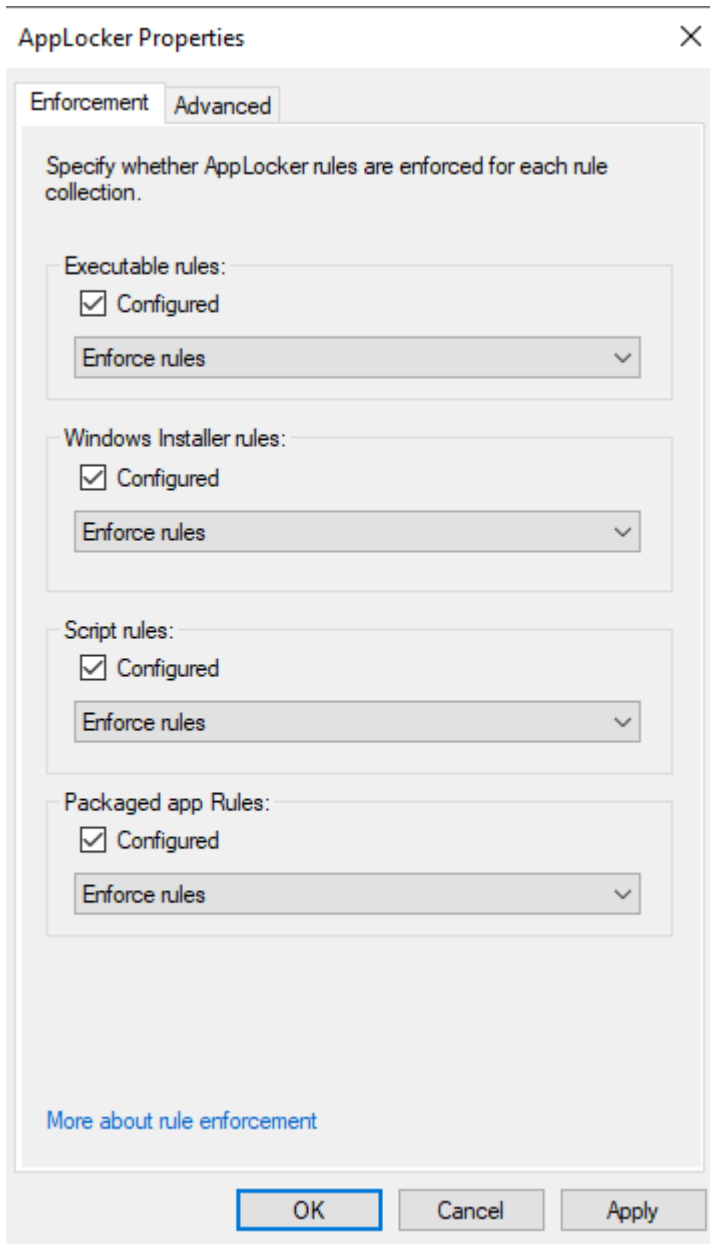 AppLocker Properties
Enforcement Advanced
Specify whether AppLocker rules are enforced for each rule
collection.
Executable rules:
Configured
Enforce rules
Windows Installer rules:
Configured
Enforce rules
Script rules:
Configured
Enforce rules
Packaged app Rules:
Configured
Enforce rules
More about rule enforcement
OK Cancel Apply